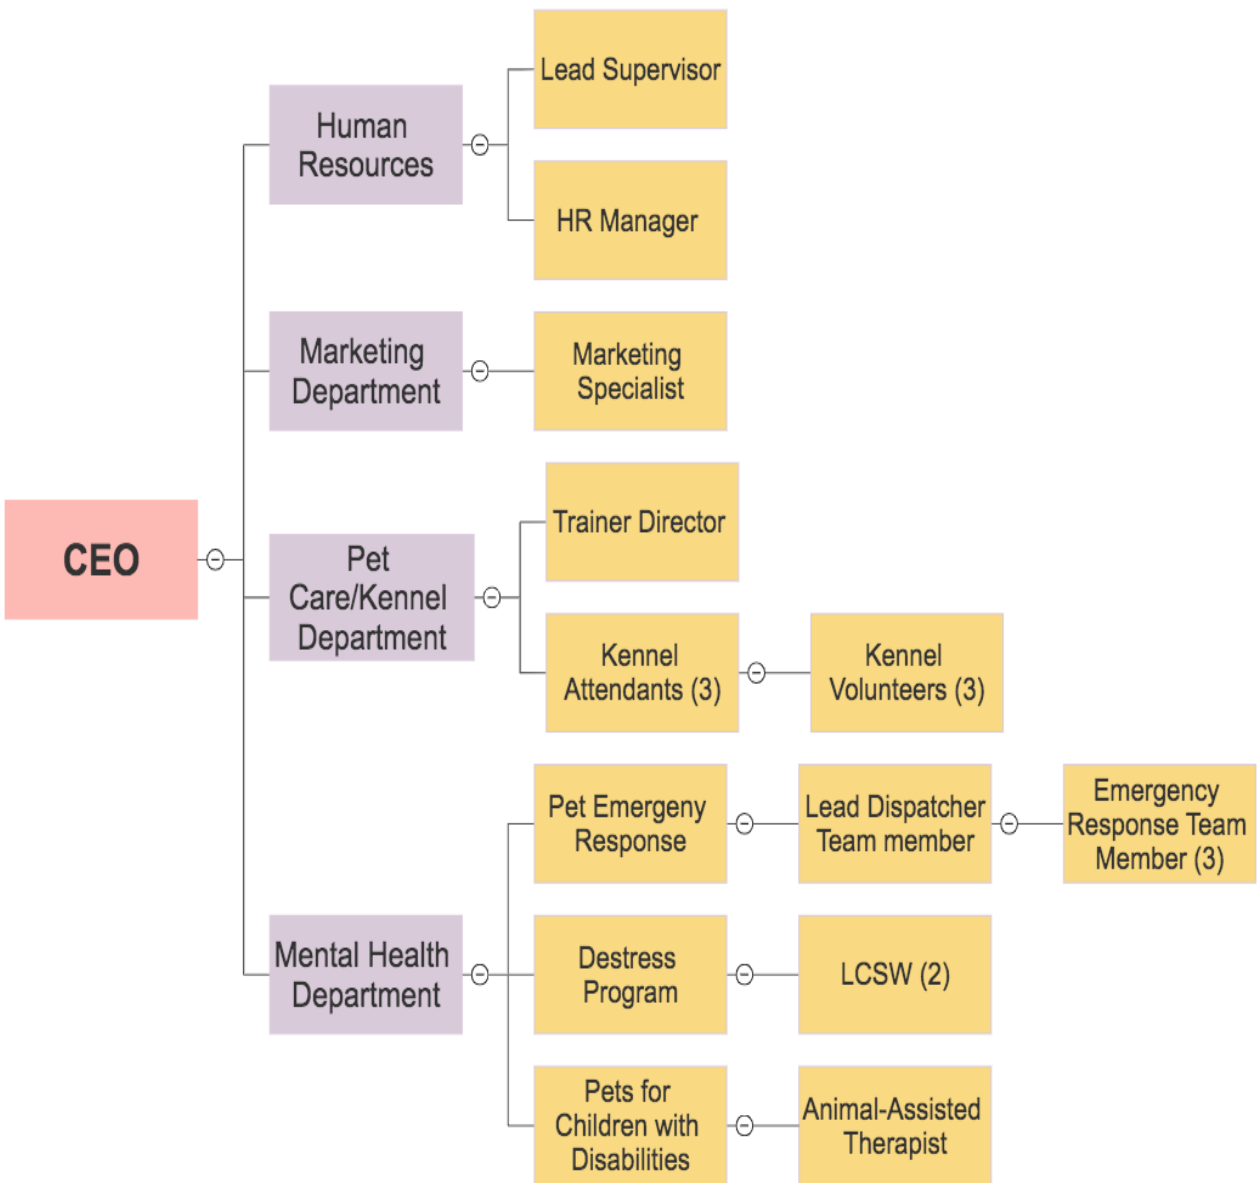 Lead Supervisor
Human
Resources
HR Manager
Marketing
Department
Marketing
Specialist
CEO
Pet
Care/Kennel
Department
Trainer Director
Kennel
Attendants (3)
Kennel
Volunteers (3)
Mental Health
Department
Pet Emergeny
Response
Lead Dispatcher
Team member
Emergency
Response Team
Member (3)
Destress
Program
LCSW (2)
Pets for
Children with
Disabilities
Animal-Assisted
Therapist